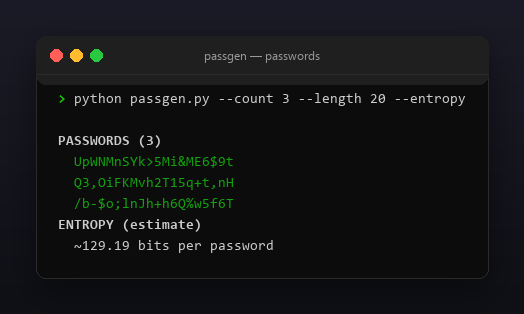 passgen — passwords
> python passgen.py --count 3 --length 20 --entropy
PASSWORDS (3)
UpWNMnSYk>5Mi&ME6$9t
Q3,OiFKMvh2T15q+t,nH
/b-$o;lnJh+h6Q%w5f6T
ENTROPY (estimate)
~129.19 bits per password